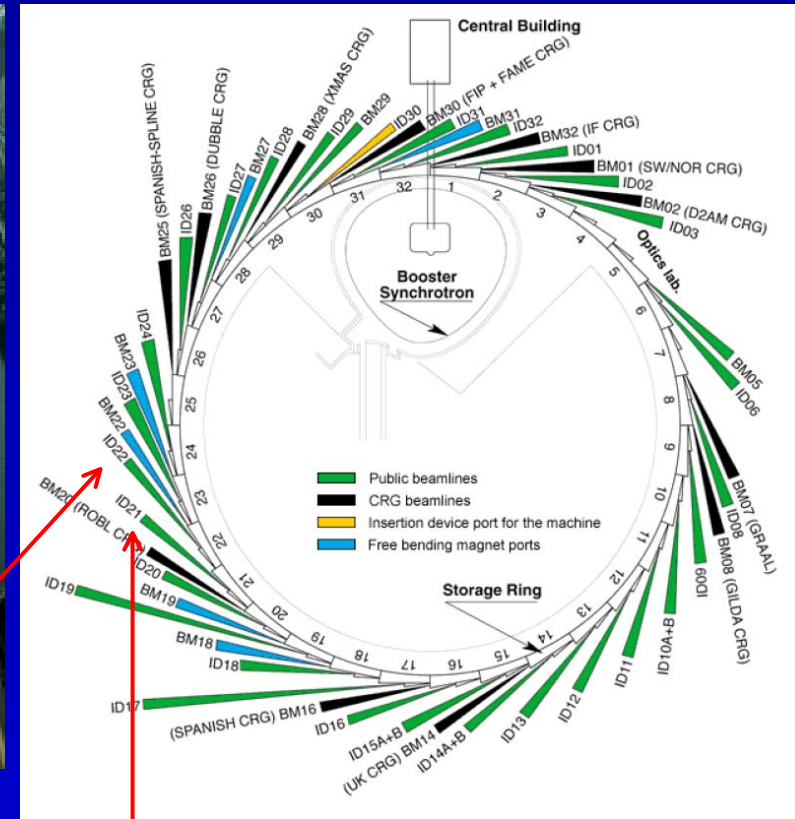 Central Building
BM25 (SPANISH-SPLINE CRG)
ID26
BM26 (DUBBLE CRG)
ID27
BM27
ID28
BM28 (XMAS CRG)
ID29
BM29
ID30
BM30 (FIP + FAME CRG)
ID31
BM31
ID32
BM32 (IF CRG)
ID01
BM01 (SW/NOR CRG)
ID02
BM02 (D2AM CRG)
ID03
Optics lab.
BM05
ID06
BM07 (GRAAL)
ID08
BM08 (GILDA CRG)
ID09
ID10A+B
ID11
ID12
ID13
ID14A+B
(UK CRG) BM14
ID15A+B
ID16
(SPANISH CRG) BM16
ID17
ID18
BM18
BM19
ID19
ID20
BM20 (ROBL CRG)
ID21
ID22
BM22
ID23
BM23
ID24
32
1
2
3
4
5
6
7
8
9
10
11
12
13
14
15
16
17
18
19
20
21
22
23
24
25
26
27
28
29
30
31
Booster
Synchrotron
Public beamlines
CRG beamlines
Insertion device port for the machine
Free bending magnet ports
Storage Ring